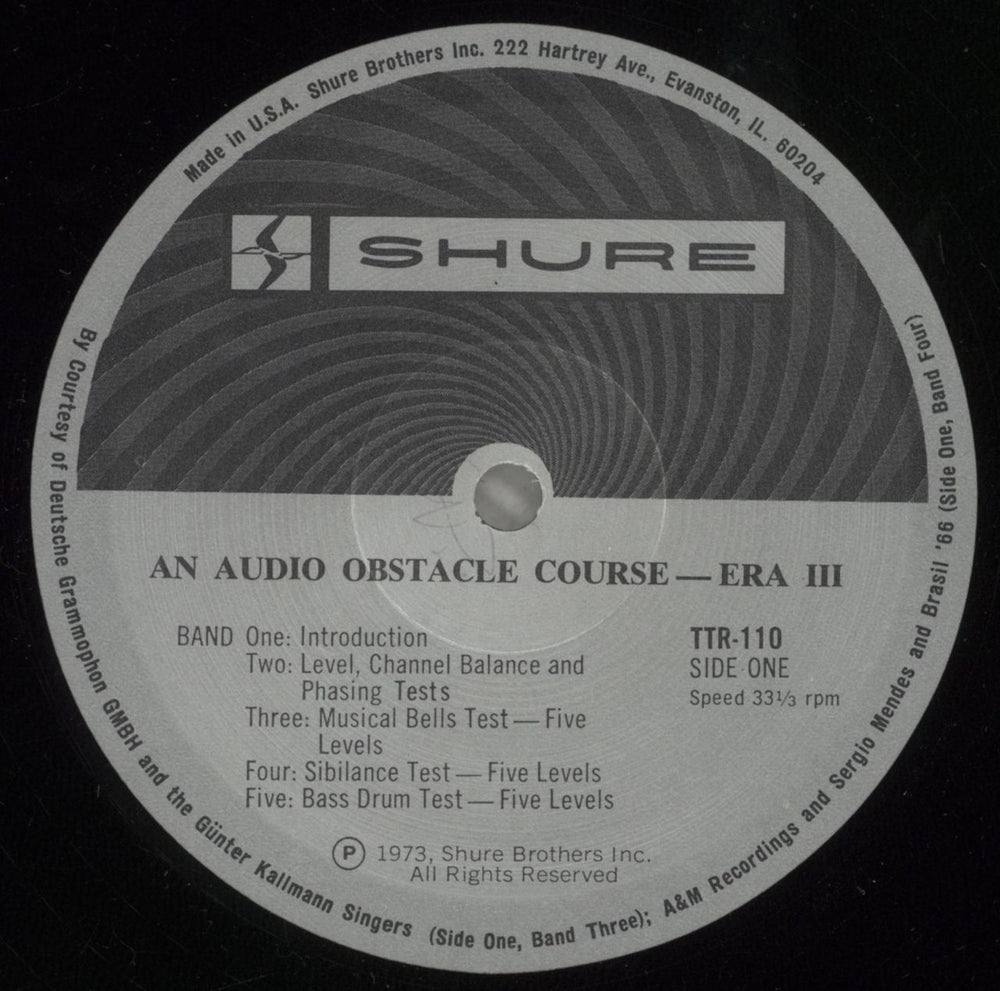 Made in U.S.A. Shure Brothers Inc. 222 Hartrey Ave., Evanston, IL. 60204
SHURE
AN AUDIO OBSTACLE COURSE — ERA III
BAND One: Introduction
Two: Level, Channel Balance and
Phasing Tests
Three: Musical Bells Test — Five
Levels
Four: Sibilance Test — Five Levels
Five: Bass Drum Test — Five Levels
TTR-110
SIDE ONE
Speed 33⅓ rpm
Ⓟ 1973, Shure Brothers Inc.
All Rights Reserved
By Courtesy of Deutsche Grammophon GMBH and the Günter Kallmann Singers (Side One, Band Three); A&M Recordings and Sergio Mendes and Brasil '66 (Side One, Band Four)